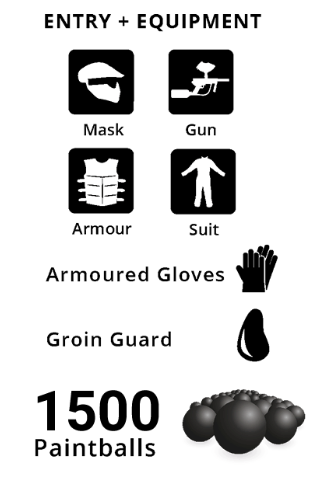 ENTRY + EQUIPMENT
Mask Gun
Armour Suit
Armoured Gloves
Groin Guard
1500
Paintballs